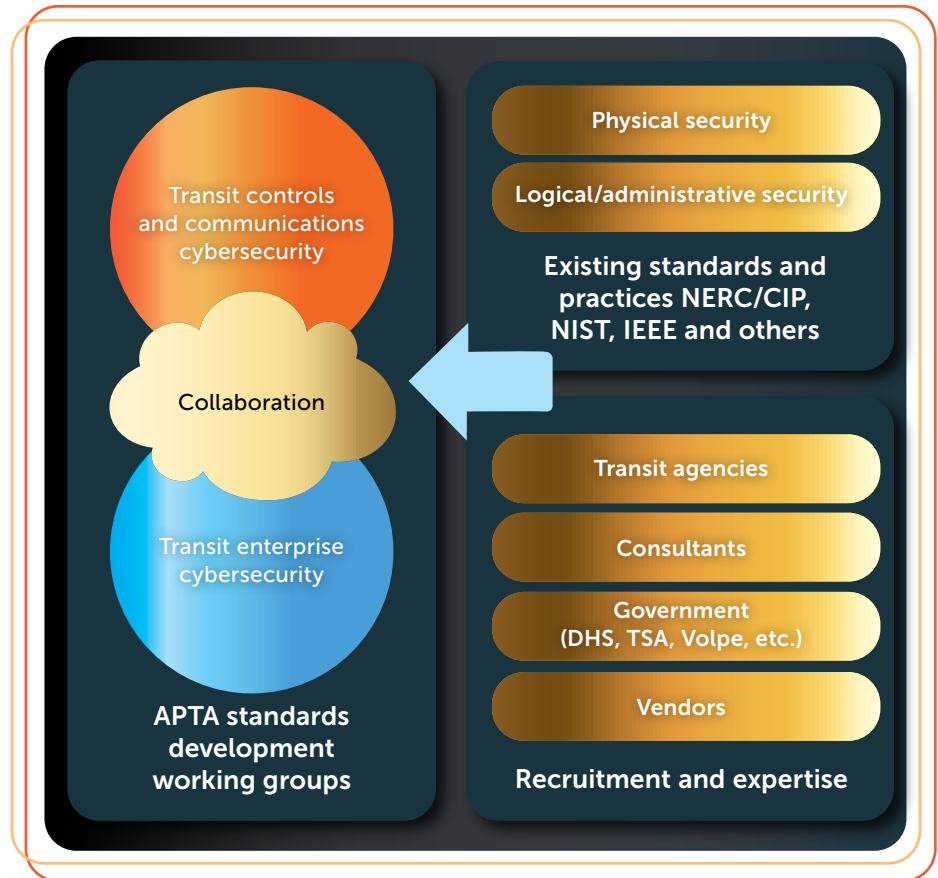 Transit controls
and communications
cybersecurity
Collaboration
Transit enterprise
cybersecurity
APTA standards
development
working groups
Physical security
Logical/administrative security
Existing standards and
practices NERC/CIP,
NIST, IEEE and others
Transit agencies
Consultants
Government
(DHS, TSA, Volpe, etc.)
Vendors
Recruitment and expertise